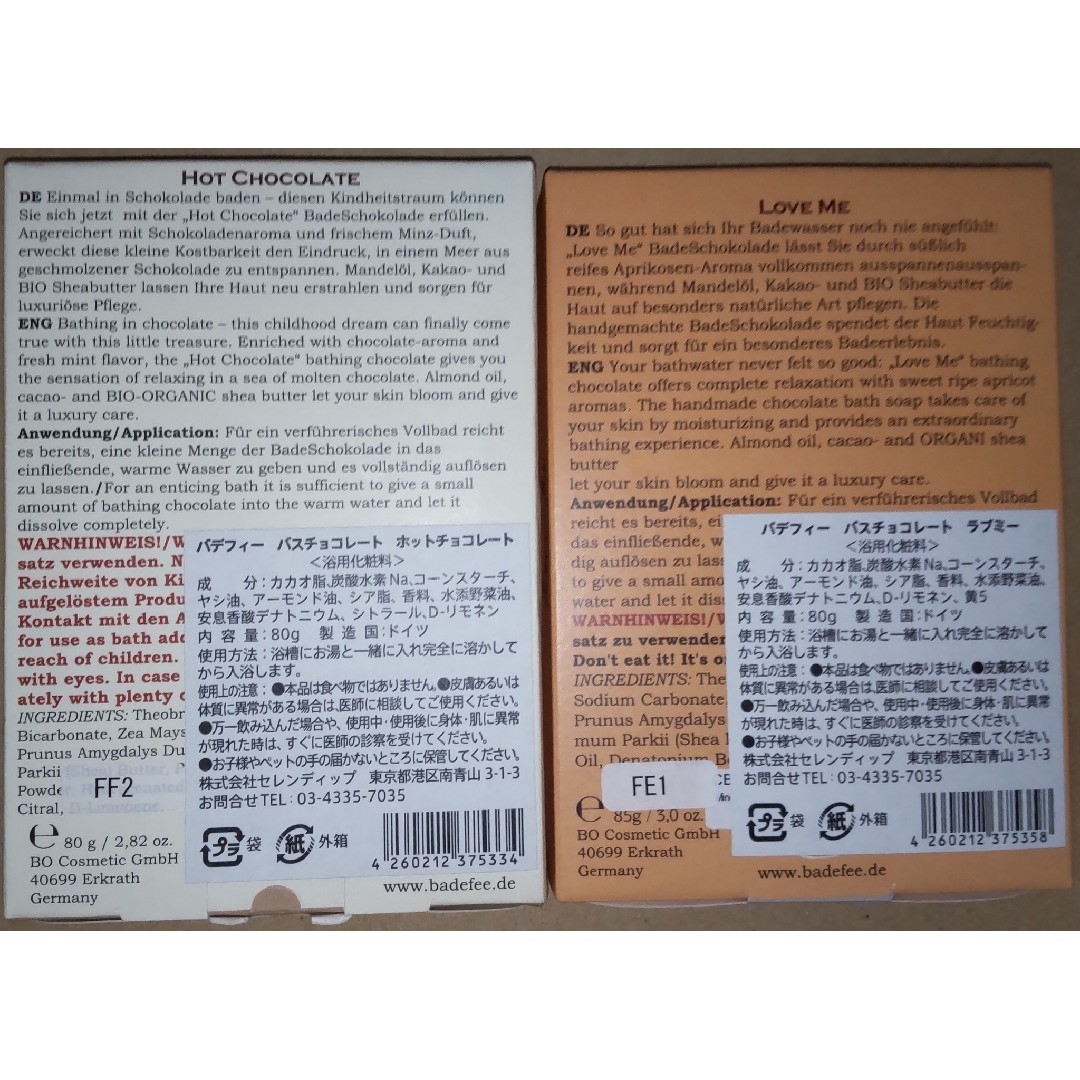 HOT CHOCOLATE
DE Einmal in Schokolade baden – diesen Kindheitstraum können
Sie sich jetzt mit der „Hot Chocolate" BadeSchokolade erfüllen.
Angereichert mit Schokoladenaroma und frischem Minz-Duft,
erweckt diese kleine Kostbarkeit den Eindruck, in einem Meer aus
geschmolzener Schokolade zu entspannen. Mandelöl, Kakao- und
BIO Sheabutter lassen Ihre Haut neu erstrahlen und sorgen für
luxuriöse Pflege.
ENG Bathing in chocolate – this childhood dream can finally come
true with this little treasure. Enriched with chocolate-aroma and
fresh mint flavor, the „Hot Chocolate" bathing chocolate gives you
the sensation of relaxing in a sea of molten chocolate. Almond oil,
cacao- and BIO-ORGANIC shea butter let your skin bloom and give
it a luxury care.
Anwendung/Application: Für ein verführerisches Vollbad reicht
es bereits, eine kleine Menge der BadeSchokolade in das
einfließende, warme Wasser zu geben und es vollständig auflösen
zu lassen./For an enticing bath it is sufficient to give a small
amount of bathing chocolate into the warm water and let it
dissolve completely.
WARNHINWEIS!/W
satz verwenden. N
Reichweite von Ki
aufgelöstem Produ
Kontakt mit den A
for use as bath add
reach of children.
with eyes. In case
ately with plenty o
INGREDIENTS: Theobr
Bicarbonate, Zea Mays
Prunus Amygdalys Du
Parkii
Powde
Citral,
FF2
80 g / 2,82 oz.
BO Cosmetic GmbH
40699 Erkrath
Germany
バデフィー バスチョコレート ホットチョコレート
<浴用化粧料>
成 分:カカオ脂、炭酸水素Na、コーンスターチ、
ヤシ油、アーモンド油、シア脂、香料、水添野菜油、
安息香酸デナトニウム、シトラール、D-リモネン
内容量:80g 製造国:ドイツ
使用方法:浴槽にお湯と一緒に入れ完全に溶かして
から入浴します。
使用上の注意:●本品は食べ物ではありません。●皮膚あるいは
体質に異常がある場合は、医師に相談してご使用ください。
●万一飲み込んだ場合や、使用中・使用後に身体・肌に異常
が現れた時は、すぐに医師の診察を受けてください。
●お子様やペットの手の届かないところに保管してください。
株式会社セレンディップ 東京都港区南青山3-1-3
お問合せTEL:03-4335-7035
プラ 袋 紙 外箱
4 260212 375334
www.badefee.de
LOVE ME
DE So gut hat sich Ihr Badewasser noch nie angefühlt:
„Love Me" BadeSchokolade lässt Sie durch süßlich
reifes Aprikosen-Aroma vollkommen ausspannenausspan-
nen, während Mandelöl, Kakao- und BIO Sheabutter die
Haut auf besonders natürliche Art pflegen. Die
handgemachte BadeSchokolade spendet der Haut Feuchtig-
keit und sorgt für ein besonderes Badeerlebnis.
ENG Your bathwater never felt so good: „Love Me" bathing
chocolate offers complete relaxation with sweet ripe apricot
aromas. The handmade chocolate bath soap takes care of
your skin by moisturizing and provides an extraordinary
bathing experience. Almond oil, cacao- and ORGANI shea
butter
let your skin bloom and give it a luxury care.
Anwendung/Application: Für ein verführerisches Vollbad
reicht es bereits, ei
das einfließende, w
dig auflösen zu lass
to give a small amo
water and let it dis
WARNHINWEIS!/W
satz zu verwenden
Don't eat it! It's o
INGREDIENTS: The
Sodium Carbonate,
Prunus Amygdalys
mum Parkii (Shea
Oil, Denatonium Be
FE1
85g / 3,0 oz.
BO Cosmetic GmbH
40699 Erkrath
Germany
バデフィー バスチョコレート ラブミー
<浴用化粧料>
成 分:カカオ脂、炭酸水素Na、コーンスターチ、
ヤシ油、アーモンド油、シア脂、香料、水添野菜油、
安息香酸デナトニウム、D-リモネン、黄5
内容量:80g 製造国:ドイツ
使用方法:浴槽にお湯と一緒に入れ完全に溶かして
から入浴します。
使用上の注意:●本品は食べ物ではありません。●皮膚あるいは
体質に異常がある場合は、医師に相談してご使用ください。
●万一飲み込んだ場合や、使用中・使用後に身体・肌に異常
が現れた時は、すぐに医師の診察を受けてください。
●お子様やペットの手の届かないところに保管してください。
株式会社セレンディップ 東京都港区南青山 3-1-3
お問合せTEL:03-4335-7035
プラ 袋 紙 外箱
4 260212 375358
www.badefee.de